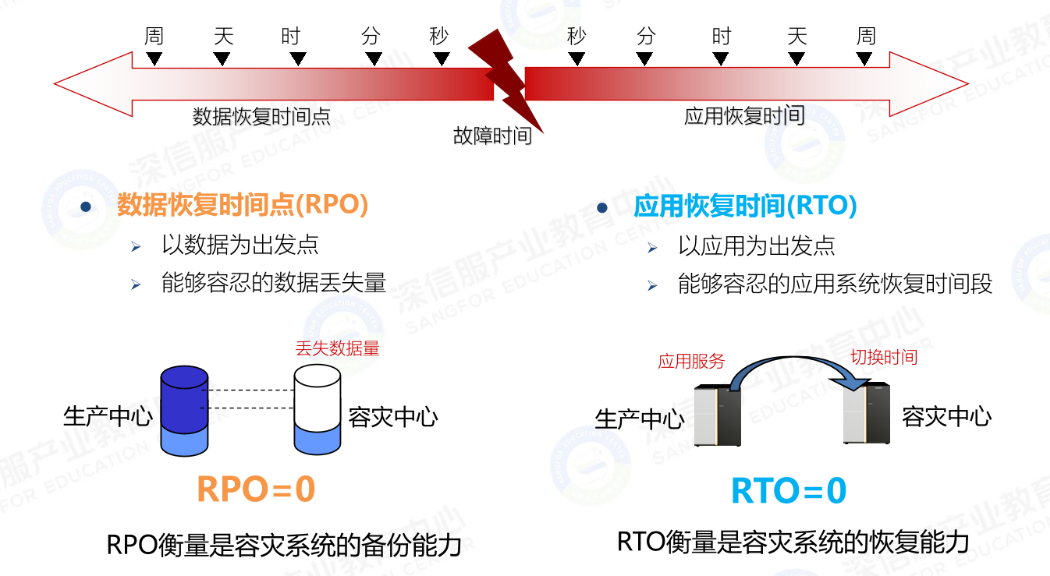 周 天 时 分 秒 秒 分 时 天 周
数据恢复时间点
应用恢复时间
故障时间
数据恢复时间点(RPO)
以数据为出发点
能够容忍的数据丢失量
丢失数据量
生产中心
容灾中心
RPO=0
RPO衡量是容灾系统的备份能力
应用恢复时间(RTO)
以应用为出发点
能够容忍的应用系统恢复时间段
应用服务
切换时间
生产中心
容灾中心
RTO=0
RTO衡量是容灾系统的恢复能力
深信服产业教育中心
SANGFOR EDUCATION CENTER